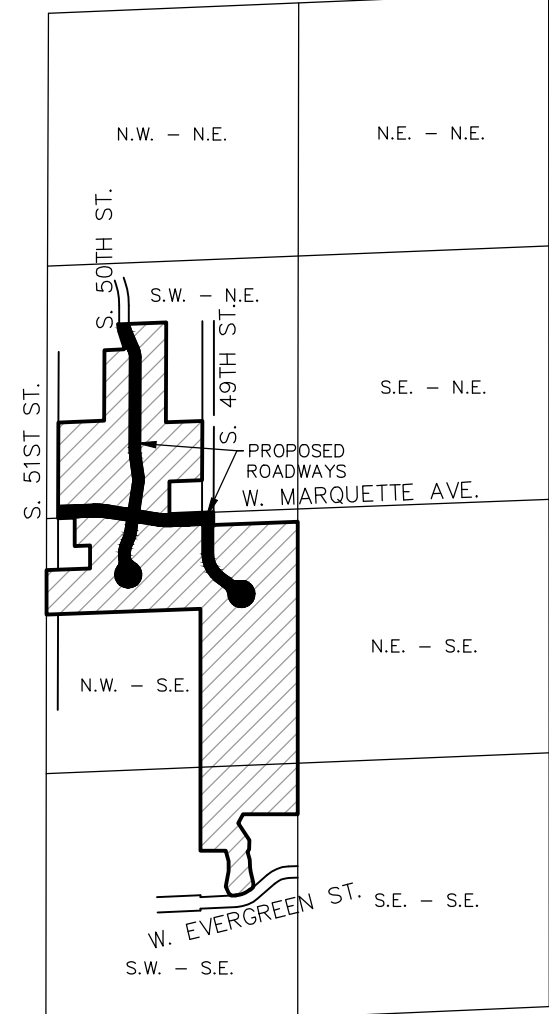 N.W. – N.E.
N.E. – N.E.
S. 50TH ST.
S.W. – N.E.
S. 49TH ST.
S.E. – N.E.
S. 51ST ST.
PROPOSED
ROADWAYS
W. MARQUETTE AVE.
N.E. – S.E.
N.W. – S.E.
W. EVERGREEN ST.
S.E. – S.E.
S.W. – S.E.